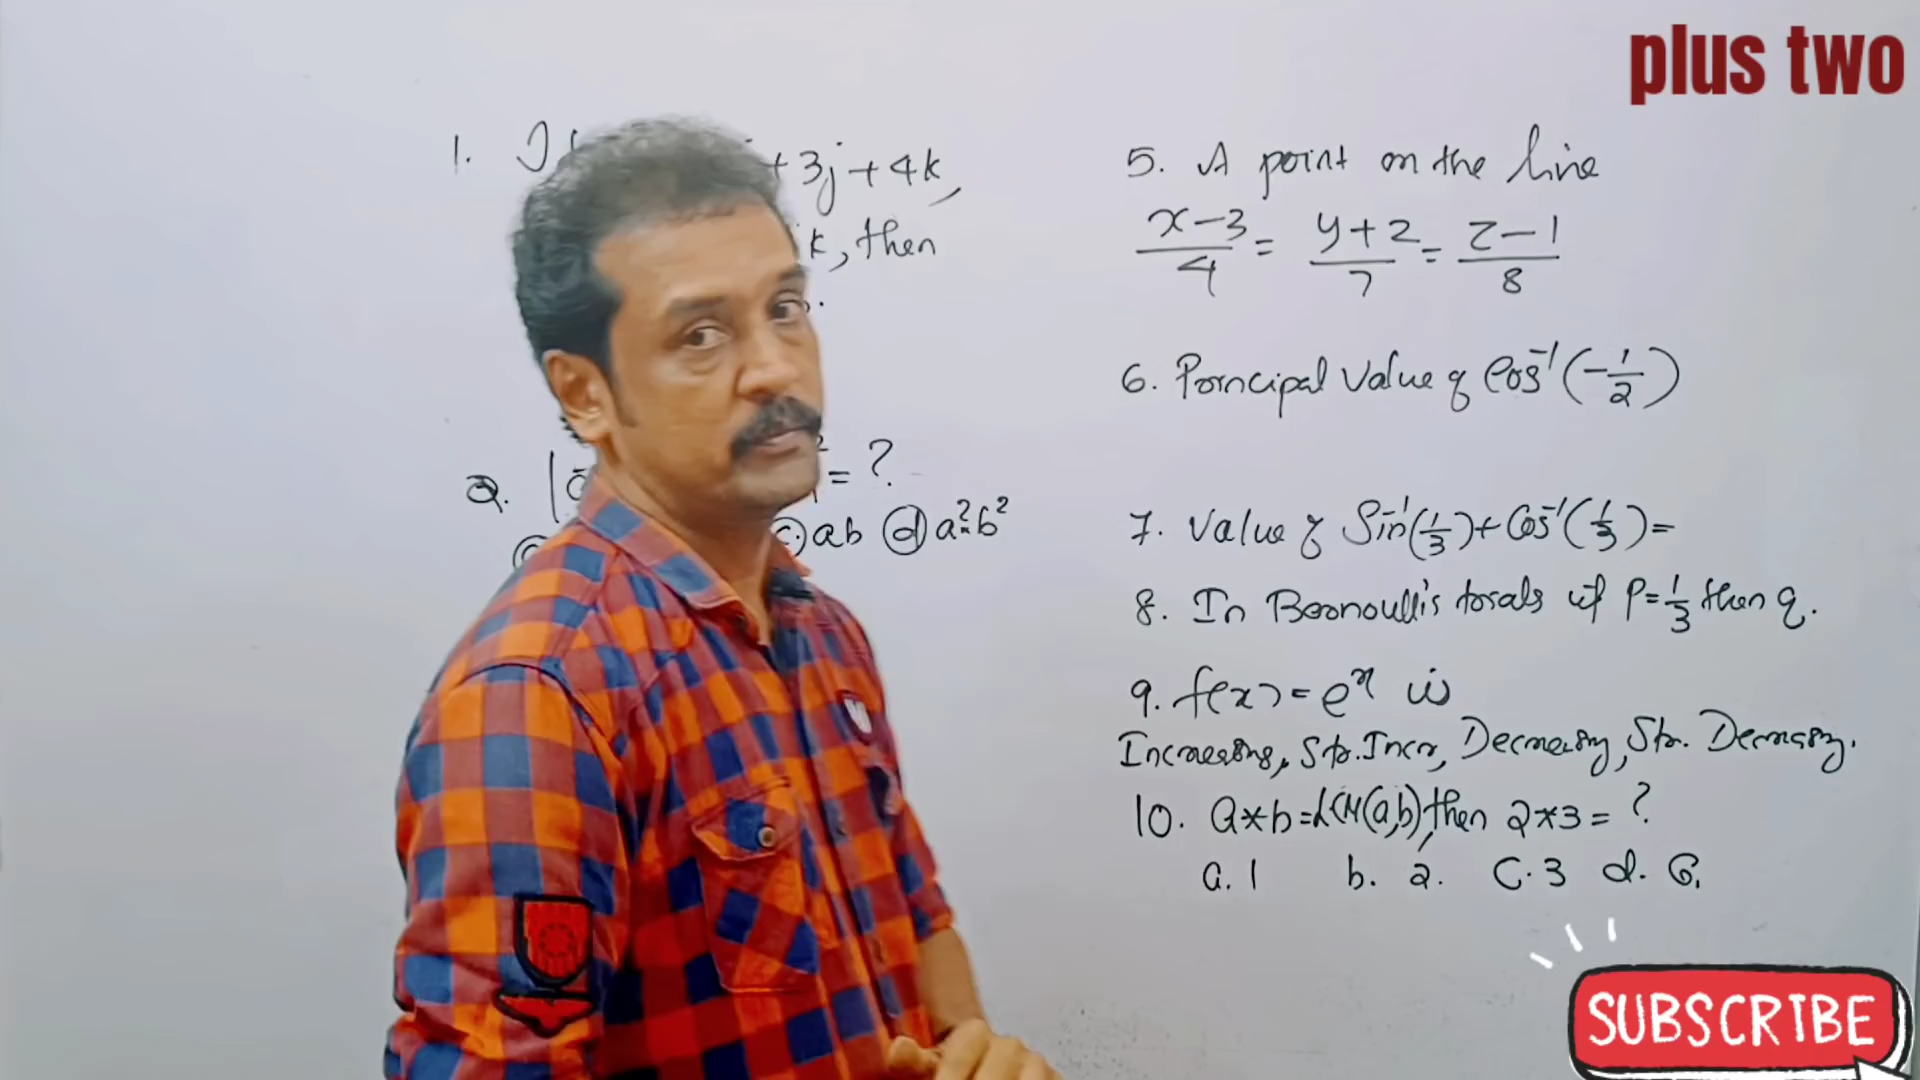 plus two
1. + 3j + 4k,
k, then
2. = ?
ab d a² b²
5. A point on the line
x-3/4 = y+2/7 = z-1/8
6. Principal Value of Cos⁻¹(-1/2)
7. Value of Sin⁻¹(1/3)+Cos⁻¹(1/3)=
8. In Bernoulli's trials if P=1/3 then q.
9. f(x) = eˣ is
Increasing, Str. Incr, Decreasing, Str. Decreasing.
10. a*b=LCM(a,b), then 2*3 = ?
a. 1 b. 2. C. 3 d. 6.
SUBSCRIBE